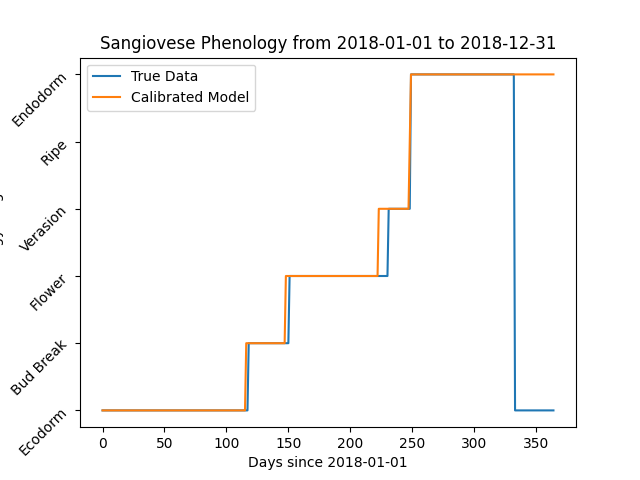 Sangiovese Phenology from 2018-01-01 to 2018-12-31
True Data
Calibrated Model
Endodorm
Ripe
Verasion
Flower
Bud Break
Ecodorm
0 50 100 150 200 250 300 350
Days since 2018-01-01